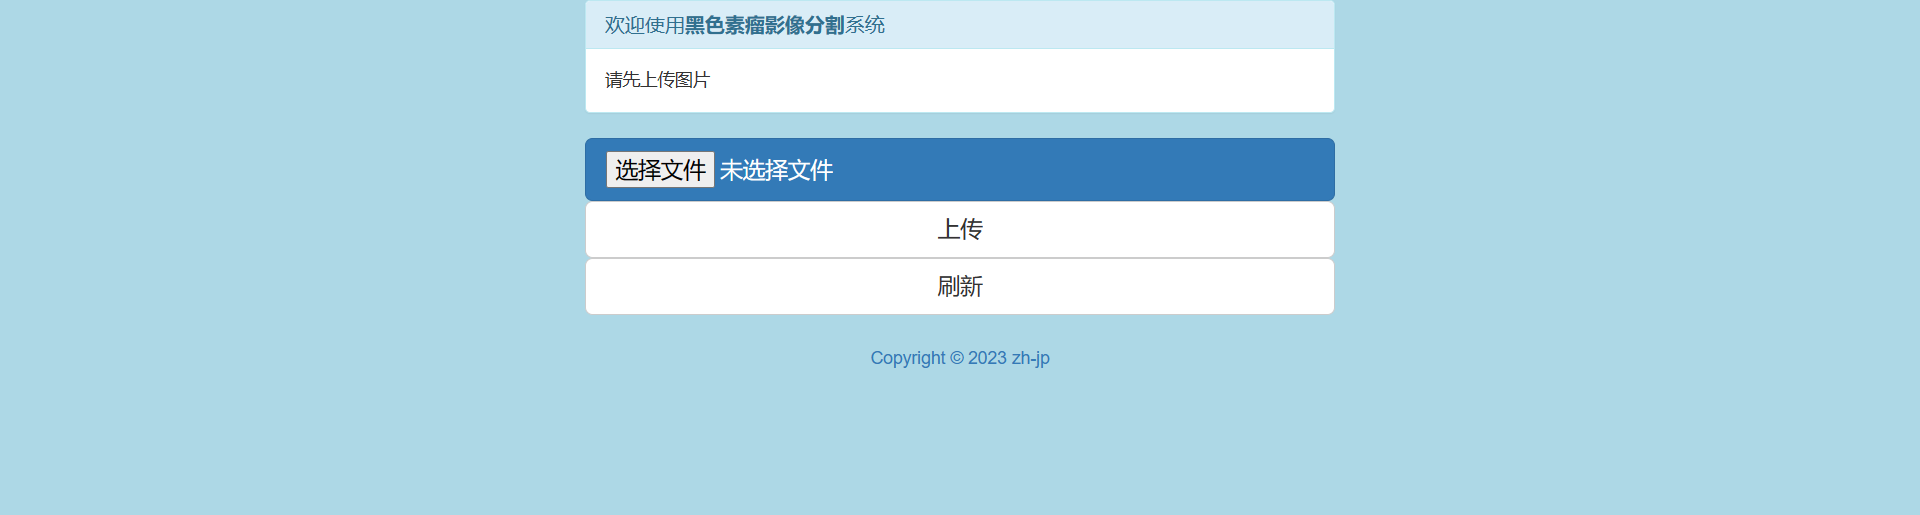 欢迎使用黑色素瘤影像分割系统
请先上传图片
选择文件 未选择文件
上传
刷新
Copyright © 2023 zh-jp